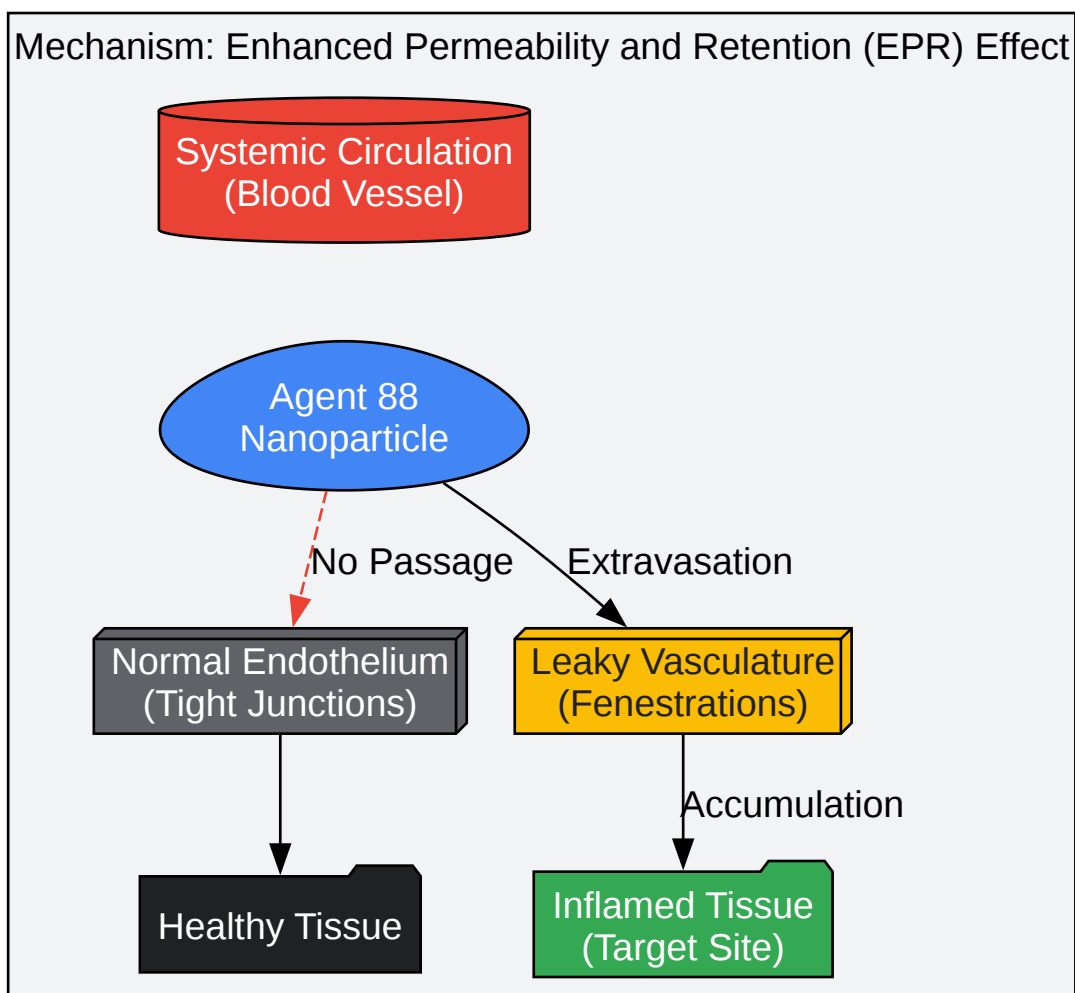 Mechanism: Enhanced Permeability and Retention (EPR) Effect
Systemic Circulation
(Blood Vessel)
Agent 88
Nanoparticle
No Passage
Extravasation
Normal Endothelium
(Tight Junctions)
Leaky Vasculature
(Fenestrations)
Accumulation
Healthy Tissue
Inflamed Tissue
(Target Site)